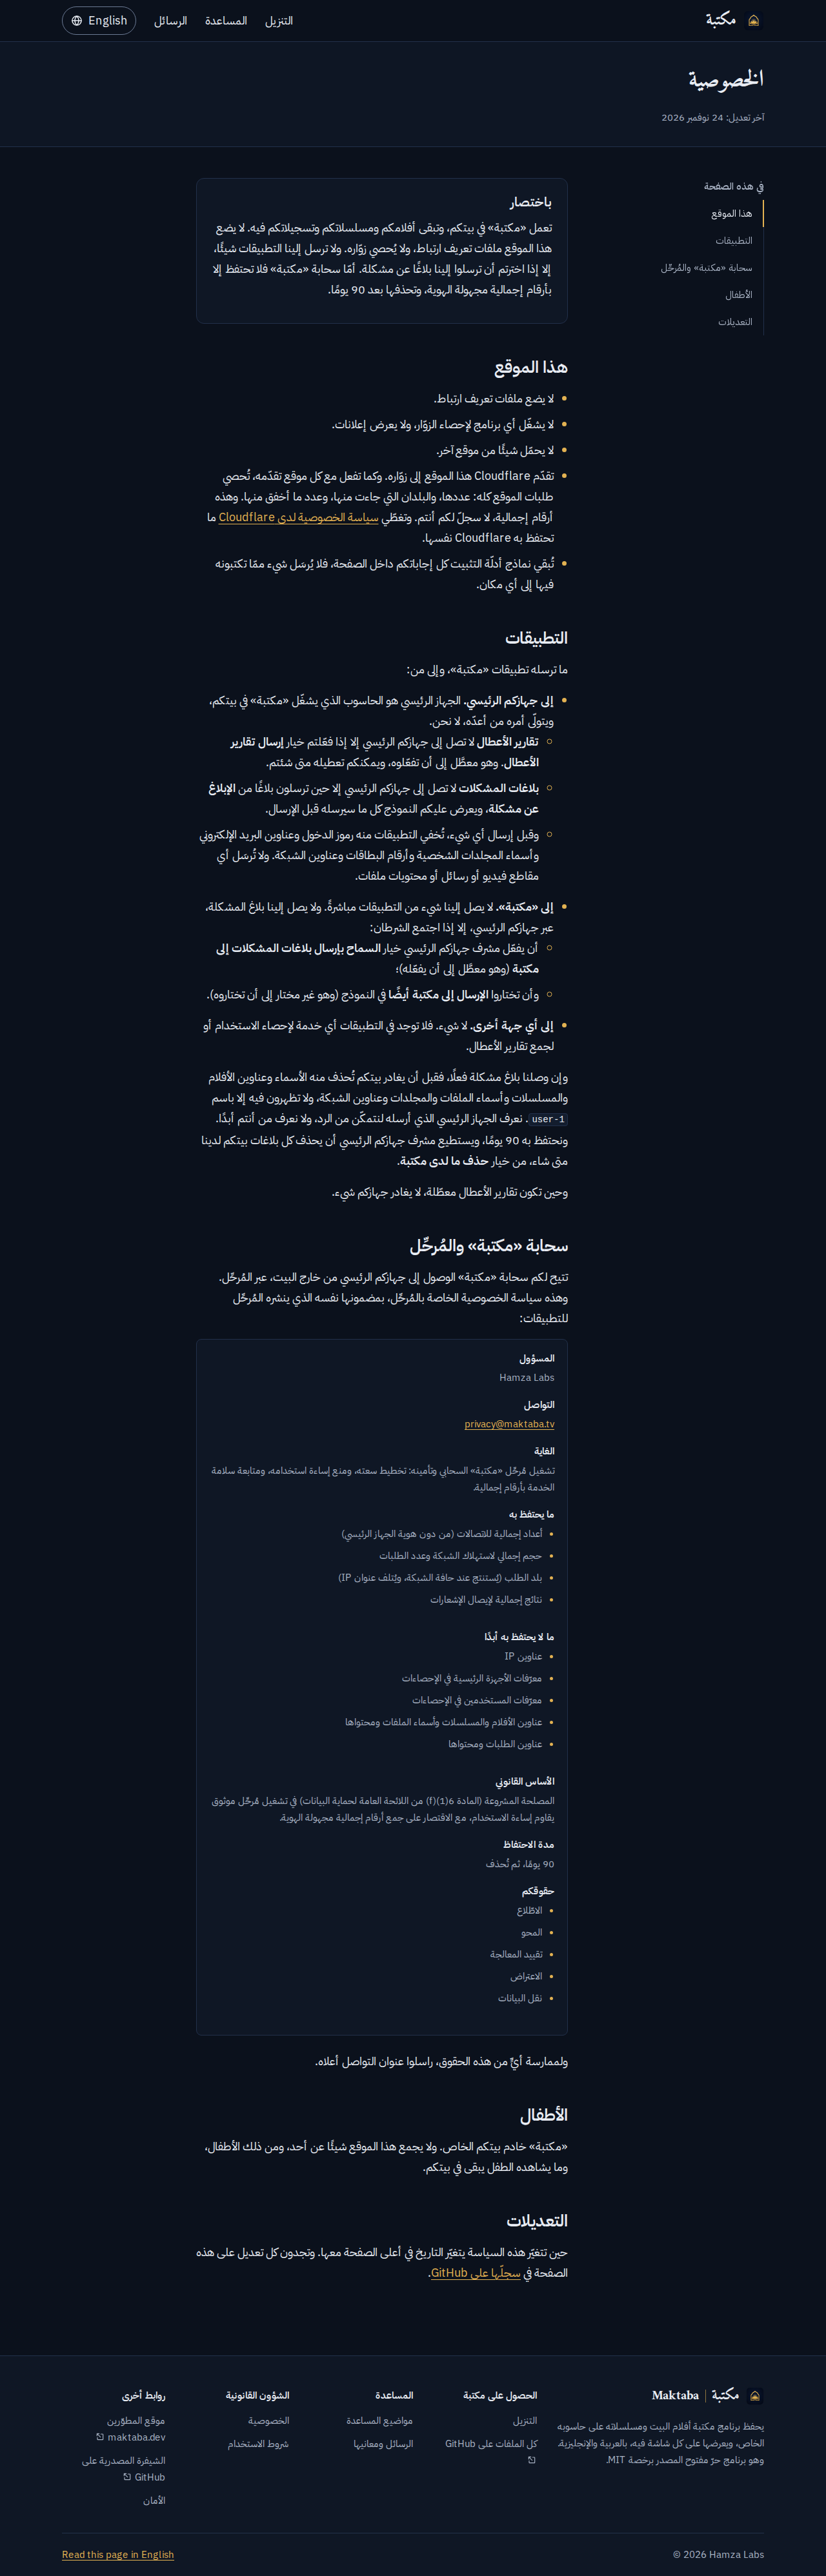 مكتبة
التنزيل
المساعدة
الرسائل
English
الخصوصية
آخر تعديل: 24 نوفمبر 2026
في هذه الصفحة
هذا الموقع
التطبيقات
سحابة «مكتبة» والمُرحِّل
الأطفال
التعديلات
باختصار
تعمل «مكتبة» في بيتكم، وتبقى أفلامكم ومسلسلاتكم وتسجيلاتكم فيه. لا يضع
هذا الموقع ملفات تعريف ارتباط، ولا يُحصي زوّاره. ولا ترسل إلينا التطبيقات شيئًا،
إلا إذا اخترتم أن ترسلوا إلينا بلاغًا عن مشكلة. أمّا سحابة «مكتبة» فلا تحتفظ إلا
بأرقام إجمالية مجهولة الهوية، وتحذفها بعد 90 يومًا.
هذا الموقع
لا يضع ملفات تعريف ارتباط.
لا يشغّل أي برنامج لإحصاء الزوّار، ولا يعرض إعلانات.
لا يحمّل شيئًا من موقع آخر.
تقدّم Cloudflare هذا الموقع إلى زوّاره. وكما تفعل مع كل موقع تقدّمه، تُحصي
طلبات الموقع كله: عددها، والبلدان التي جاءت منها، وعدد ما أخفق منها. وهذه
أرقام إجمالية، لا سجلّ لكم أنتم. وتغطّي سياسة الخصوصية لدى Cloudflare ما
تحتفظ به Cloudflare نفسها.
تُبقي نماذج أدلّة التثبيت كل إجاباتكم داخل الصفحة، فلا يُرسَل شيء ممّا تكتبونه
فيها إلى أي مكان.
التطبيقات
ما ترسله تطبيقات «مكتبة»، وإلى من:
إلى جهازكم الرئيسي. الجهاز الرئيسي هو الحاسوب الذي يشغّل «مكتبة» في بيتكم،
ويتولّى أمره من أعدّه، لا نحن.
تقارير الأعطال لا تصل إلى جهازكم الرئيسي إلا إذا فعّلتم خيار إرسال تقارير
الأعطال. وهو معطَّل إلى أن تفعّلوه، ويمكنكم تعطيله متى شئتم.
بلاغات المشكلات لا تصل إلى جهازكم الرئيسي إلا حين ترسلون بلاغًا من الإبلاغ
عن مشكلة، ويعرض عليكم النموذج كل ما سيرسله قبل الإرسال.
وقبل إرسال أي شيء، تُخفي التطبيقات منه رموز الدخول وعناوين البريد الإلكتروني
وأسماء المجلدات الشخصية وأرقام البطاقات وعناوين الشبكة. ولا تُرسَل أي
مقاطع فيديو أو رسائل أو محتويات ملفات.
إلى «مكتبة». لا يصل إلينا شيء من التطبيقات مباشرةً. ولا يصل إلينا بلاغ المشكلة،
عبر جهازكم الرئيسي، إلا إذا اجتمع الشرطان:
أن يفعّل مشرف جهازكم الرئيسي خيار السماح بإرسال بلاغات المشكلات إلى
مكتبة (وهو معطَّل إلى أن يفعّله)؛
وأن تختاروا الإرسال إلى مكتبة أيضًا في النموذج (وهو غير مختار إلى أن تختاروه).
إلى أي جهة أخرى. لا شيء. فلا توجد في التطبيقات أي خدمة لإحصاء الاستخدام أو
لجمع تقارير الأعطال.
وإن وصلنا بلاغ مشكلة فعلًا، فقبل أن يغادر بيتكم تُحذف منه الأسماء وعناوين الأفلام
والمسلسلات وأسماء الملفات والمجلدات وعناوين الشبكة، ولا تظهرون فيه إلا باسم
user-1. نعرف الجهاز الرئيسي الذي أرسله لنتمكّن من الرد، ولا نعرف من أنتم أبدًا.
ونحتفظ به 90 يومًا، ويستطيع مشرف جهازكم الرئيسي أن يحذف كل بلاغات بيتكم لدينا
متى شاء، من خيار حذف ما لدى مكتبة.
وحين تكون تقارير الأعطال معطّلة، لا يغادر جهازكم شيء.
سحابة «مكتبة» والمُرحِّل
تتيح لكم سحابة «مكتبة» الوصول إلى جهازكم الرئيسي من خارج البيت، عبر المُرحِّل.
وهذه سياسة الخصوصية الخاصة بالمُرحِّل، بمضمونها نفسه الذي ينشره المُرحِّل
للتطبيقات:
المسؤول
Hamza Labs
التواصل
privacy@maktaba.tv
الغاية
تشغيل مُرحِّل «مكتبة» السحابي وتأمينه: تخطيط سعته، ومنع إساءة استخدامه، ومتابعة سلامة
الخدمة بأرقام إجمالية.
ما يحتفظ به
أعداد إجمالية للاتصالات (من دون هوية الجهاز الرئيسي)
حجم إجمالي لاستهلاك الشبكة وعدد الطلبات
بلد الطلب (يُستنتج عند حافة الشبكة، ويُتلف عنوان IP)
نتائج إجمالية لإيصال الإشعارات
ما لا يحتفظ به أبدًا
عناوين IP
معرّفات الأجهزة الرئيسية في الإحصاءات
معرّفات المستخدمين في الإحصاءات
عناوين الأفلام والمسلسلات وأسماء الملفات ومحتواها
عناوين الطلبات ومحتواها
الأساس القانوني
المصلحة المشروعة (المادة 6(1)(f) من اللائحة العامة لحماية البيانات) في تشغيل مُرحِّل موثوق
يقاوم إساءة الاستخدام، مع الاقتصار على جمع أرقام إجمالية مجهولة الهوية.
مدة الاحتفاظ
90 يومًا، ثم تُحذف
حقوقكم
الاطّلاع
المحو
تقييد المعالجة
الاعتراض
نقل البيانات
ولممارسة أيٍّ من هذه الحقوق، راسلوا عنوان التواصل أعلاه.
الأطفال
«مكتبة» خادم بيتكم الخاص. ولا يجمع هذا الموقع شيئًا عن أحد، ومن ذلك الأطفال،
وما يشاهده الطفل يبقى في بيتكم.
التعديلات
حين تتغيّر هذه السياسة يتغيّر التاريخ في أعلى الصفحة معها. وتجدون كل تعديل على هذه
الصفحة في سجلّها على GitHub.
مكتبة | Maktaba
يحفظ برنامج مكتبة أفلام البيت ومسلسلاته على حاسوبه
الخاص، ويعرضها على كل شاشة فيه، بالعربية والإنجليزية.
وهو برنامج حرّ مفتوح المصدر برخصة MIT.
الحصول على مكتبة
التنزيل
كل الملفات على GitHub
المساعدة
مواضيع المساعدة
الرسائل ومعانيها
الشؤون القانونية
الخصوصية
شروط الاستخدام
روابط أخرى
موقع المطوّرين
maktaba.dev
الشيفرة المصدرية على
GitHub
الأمان
© 2026 Hamza Labs
Read this page in English